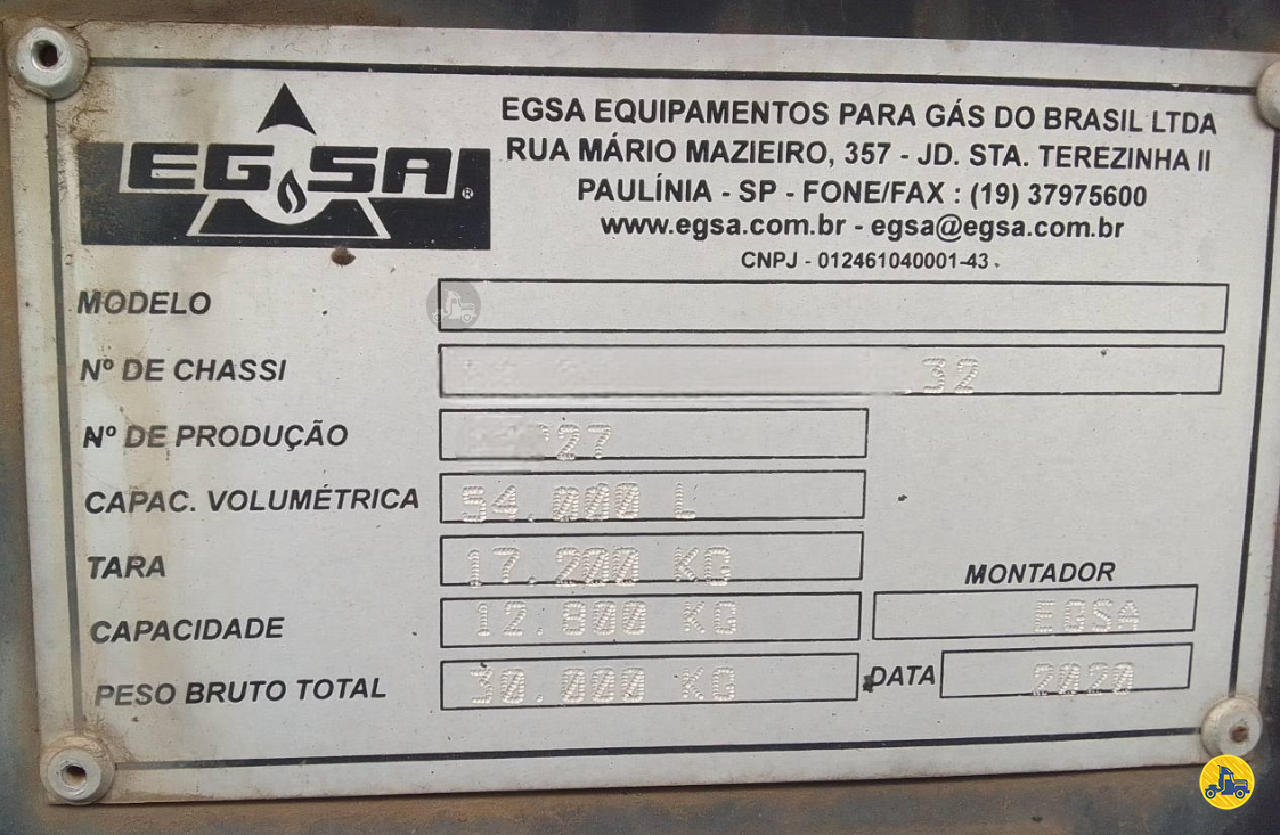 EGSA®
EGSA EQUIPAMENTOS PARA GÁS DO BRASIL LTDA
RUA MÁRIO MAZIEIRO, 357 - JD. STA. TEREZINHA II
PAULÍNIA - SP - FONE/FAX : (19) 37975600
www.egsa.com.br - egsa@egsa.com.br
CNPJ - 012461040001-43
MODELO
Nº DE CHASSI 32
Nº DE PRODUÇÃO 27
CAPAC. VOLUMÉTRICA 54.000 L
TARA 17.200 KG
MONTADOR
CAPACIDADE 12.800 KG EGSA
PESO BRUTO TOTAL 30.000 KG DATA 2020